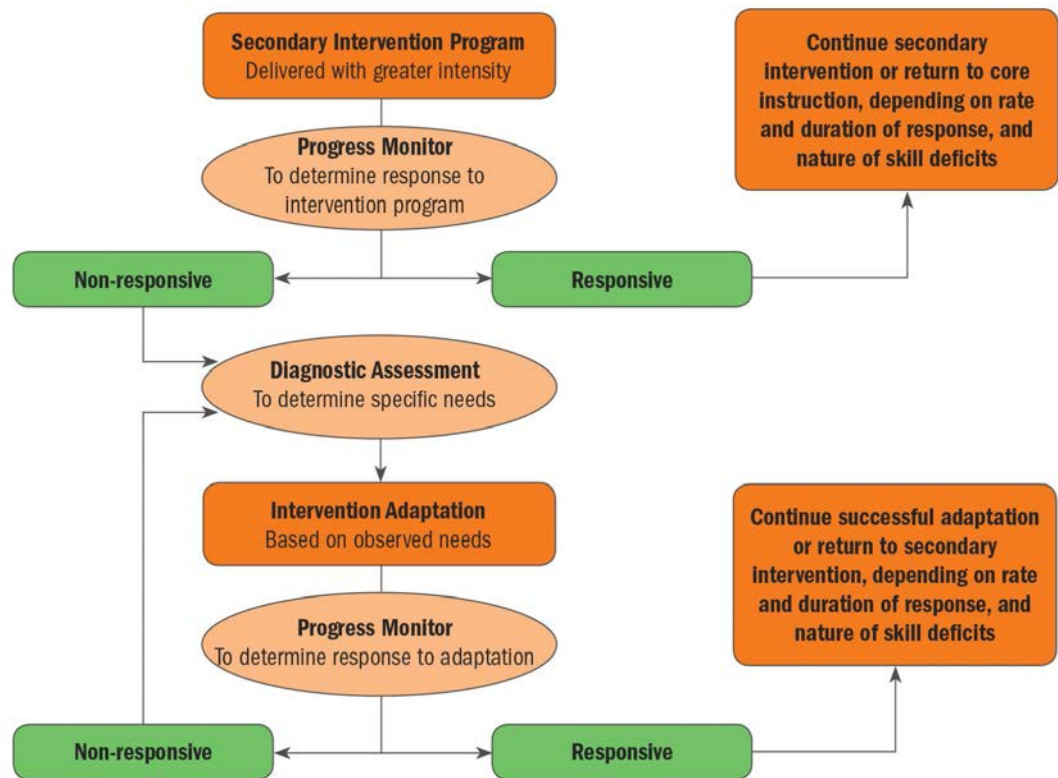 Secondary Intervention Program
Delivered with greater intensity
Continue secondary
intervention or return to core
instruction, depending on rate
and duration of response, and
nature of skill deficits
Progress Monitor
To determine response to
intervention program
Non-responsive
Responsive
Diagnostic Assessment
To determine specific needs
Intervention Adaptation
Based on observed needs
Continue successful adaptation
or return to secondary
intervention, depending on rate
and duration of response, and
nature of skill deficits
Progress Monitor
To determine response to adaptation
Non-responsive
Responsive